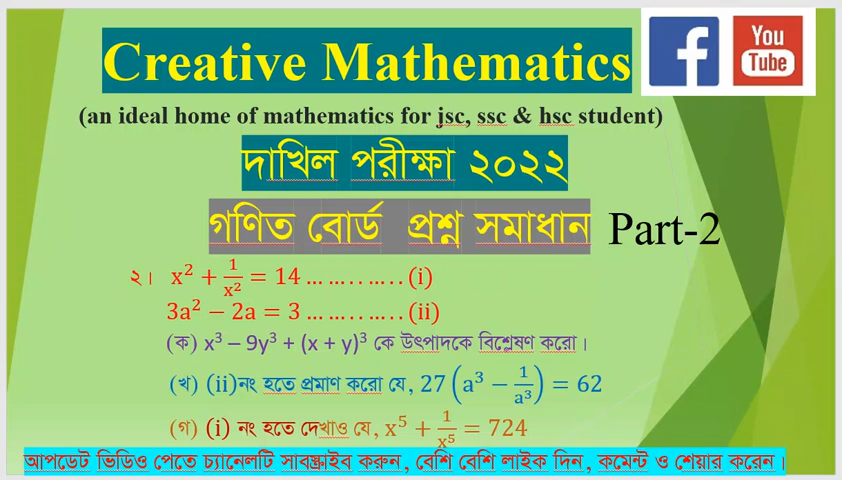 Creative Mathematics
You
Tube
(an ideal home of mathematics for jsc, ssc & hsc student)
দাখিল পরীক্ষা ২০২২
গণিত বোর্ড প্রশ্ন সমাধান Part-2
২। x² + 1/x² = 14 … … . . … . . (i)
3a² − 2a = 3 … … . . … . . (ii)
(ক) x³ – 9y³ + (x + y)³ কে উৎপাদকে বিশ্লেষণ করো।
(খ) (ii)নং হতে প্রমাণ করো যে, 27(a³ − 1/a³) = 62
(গ) (i) নং হতে দেখাও যে, x⁵ + 1/x⁵ = 724
আপডেট ভিডিও পেতে চ্যানেলটি সাবস্ক্রাইব করুন, বেশি বেশি লাইক দিন, কমেন্ট ও শেয়ার করেন।